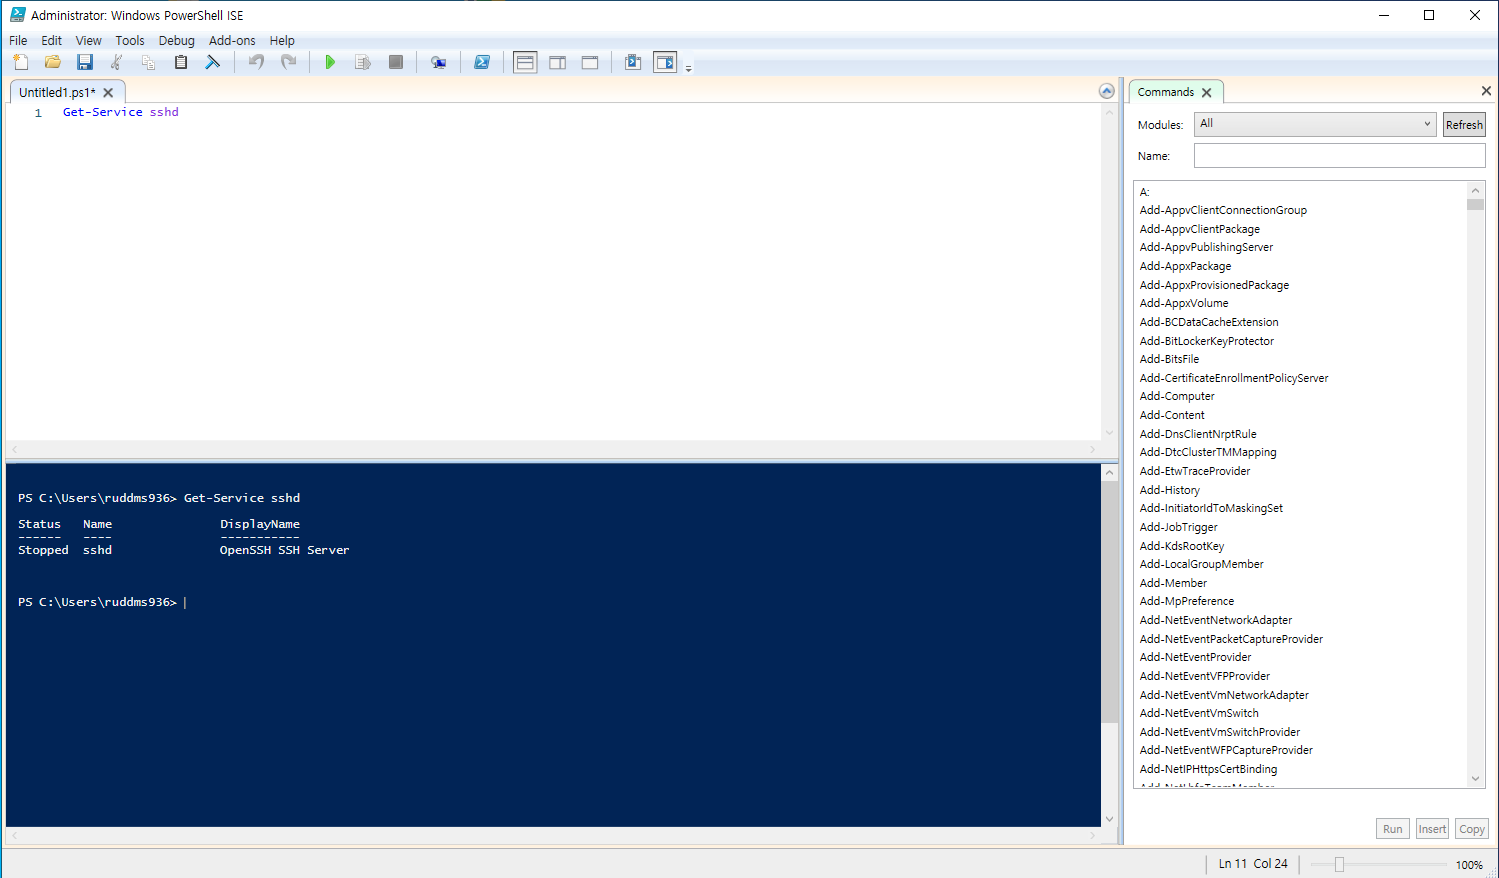 Administrator: Windows PowerShell ISE
File Edit View Tools Debug Add-ons Help
Untitled1.ps1*
1 Get-Service sshd
PS C:\Users\ruddms936> Get-Service sshd
Status Name DisplayName
------ ---- -----------
Stopped sshd OpenSSH SSH Server
PS C:\Users\ruddms936>
Commands
Modules: All Refresh
Name:
A:
Add-AppvClientConnectionGroup
Add-AppvClientPackage
Add-AppvPublishingServer
Add-AppxPackage
Add-AppxProvisionedPackage
Add-AppxVolume
Add-BCDataCacheExtension
Add-BitLockerKeyProtector
Add-BitsFile
Add-CertificateEnrollmentPolicyServer
Add-Computer
Add-Content
Add-DnsClientNrptRule
Add-DtcClusterTMMapping
Add-EtwTraceProvider
Add-History
Add-InitiatorIdToMaskingSet
Add-JobTrigger
Add-KdsRootKey
Add-LocalGroupMember
Add-Member
Add-MpPreference
Add-NetEventNetworkAdapter
Add-NetEventPacketCaptureProvider
Add-NetEventProvider
Add-NetEventVFPProvider
Add-NetEventVmNetworkAdapter
Add-NetEventVmSwitch
Add-NetEventVmSwitchProvider
Add-NetEventWFPCaptureProvider
Add-NetIPHttpsCertBinding
Run Insert Copy
Ln 11 Col 24 100%